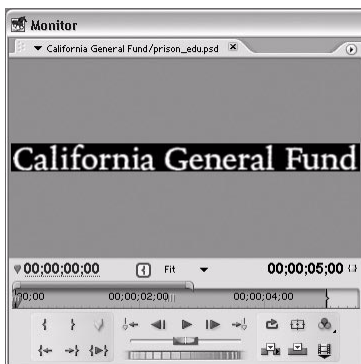 Monitor
California General Fund/prison_edu.psd
California General Fund
00;00;00;00 Fit 00;00;05;00
00;00 00;00;02;00 00;00;04;00